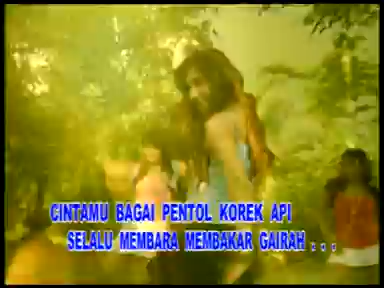 CINTAMU BAGAI PENTOL KOREK API
SELALU MEMBARA MEMBAKAR GAIRAH . . .